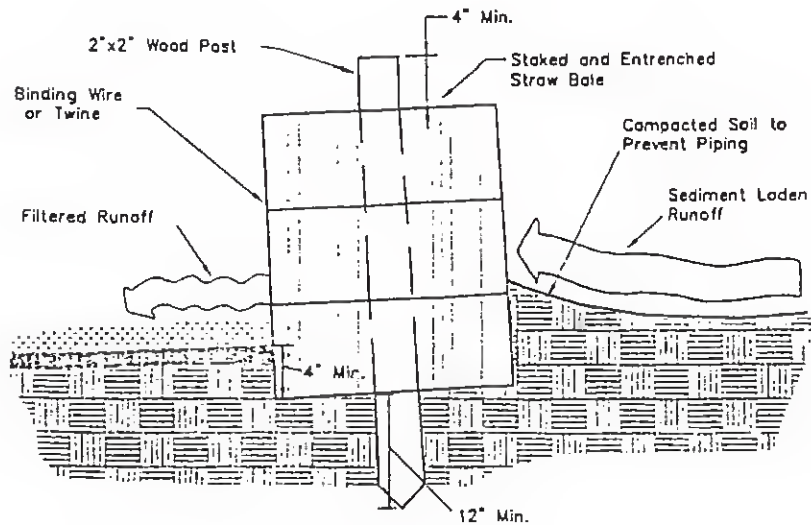 4" Min.
2"x2" Wood Post
Staked and Entrenched
Straw Bale
Binding Wire
or Twine
Compacted Soil to
Prevent Piping
Sediment Laden
Runoff
Filtered Runoff
4" Min.
12" Min.